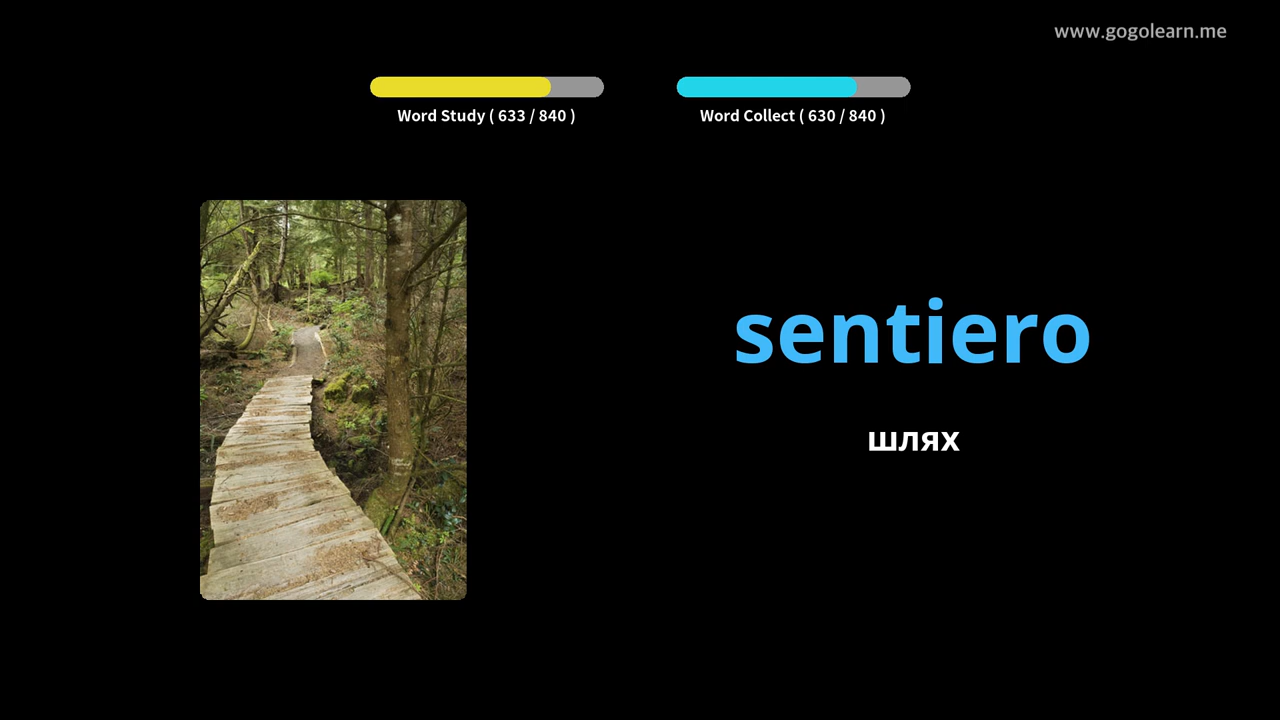 www.gogolearn.me
Word Study ( 633 / 840 )
Word Collect ( 630 / 840 )
sentiero
шлях